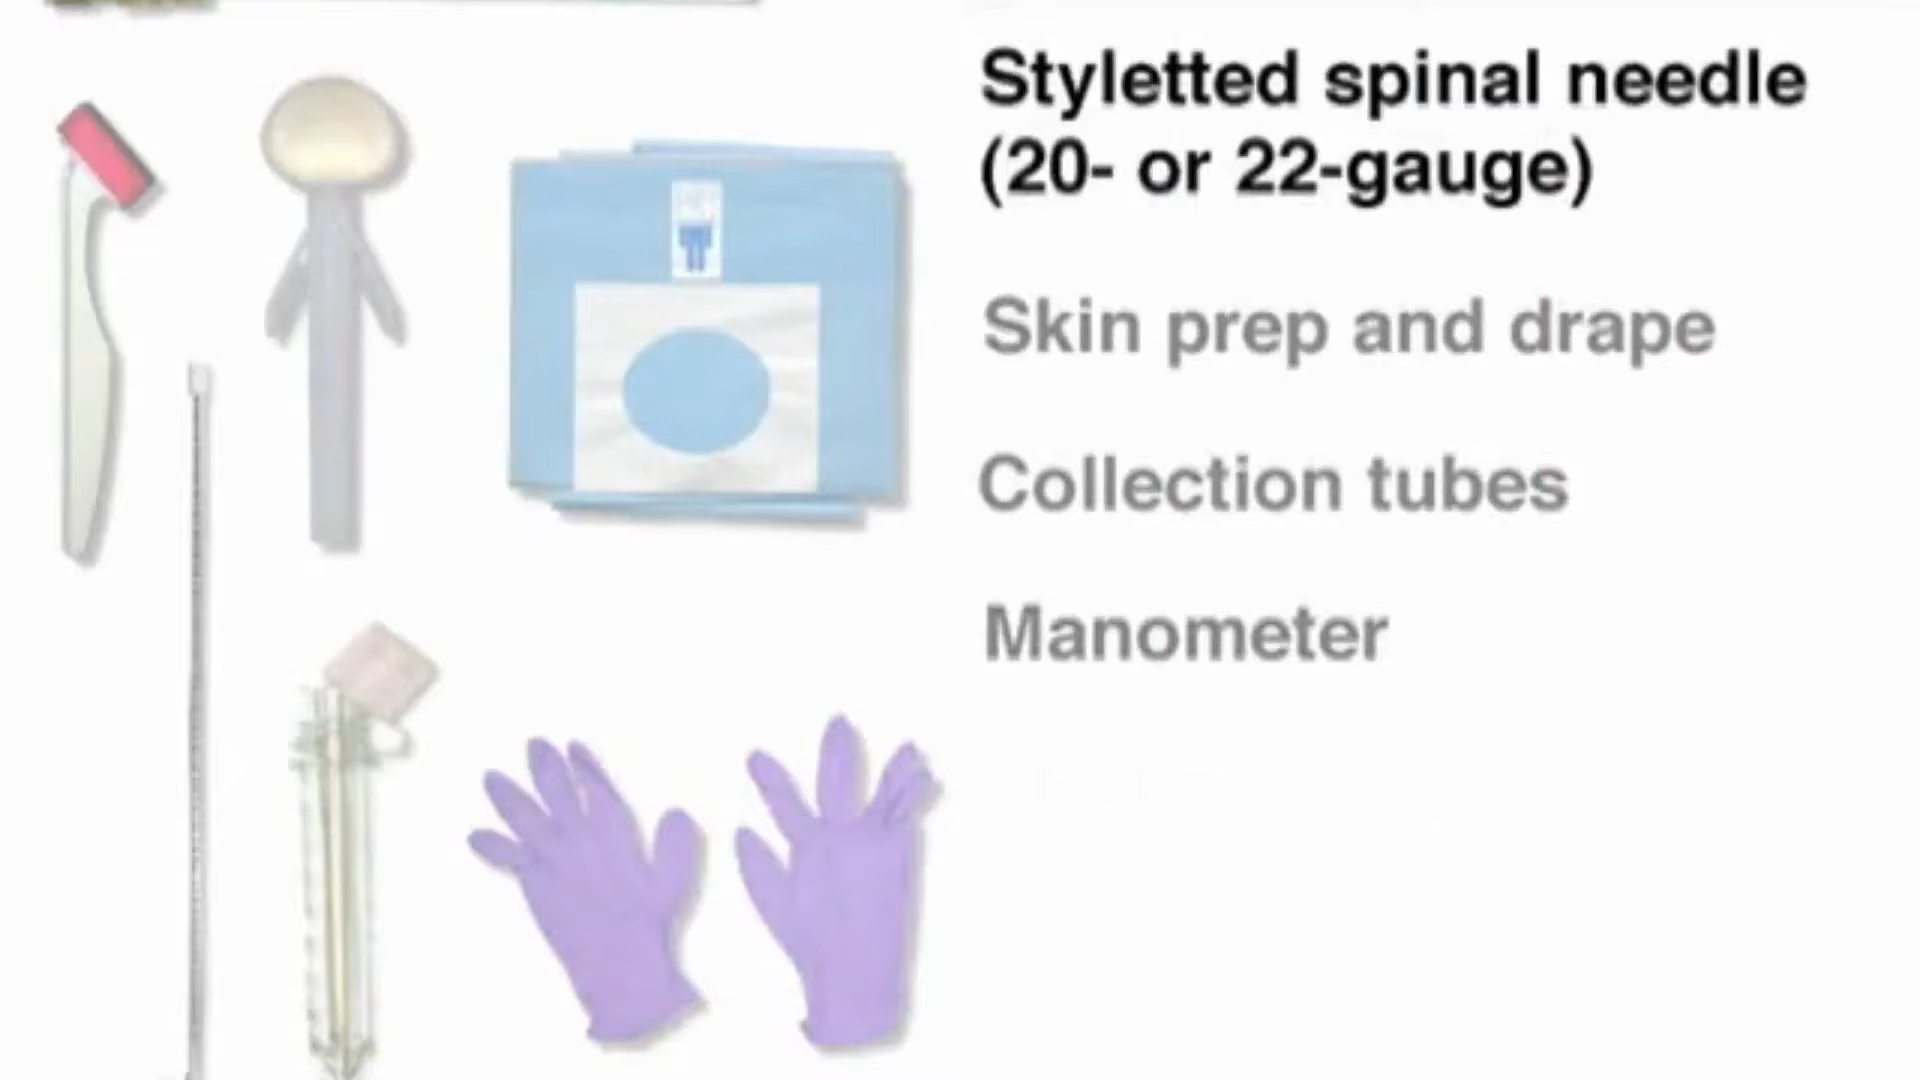 Styletted spinal needle
(20- or 22-gauge)
Skin prep and drape
Collection tubes
Manometer